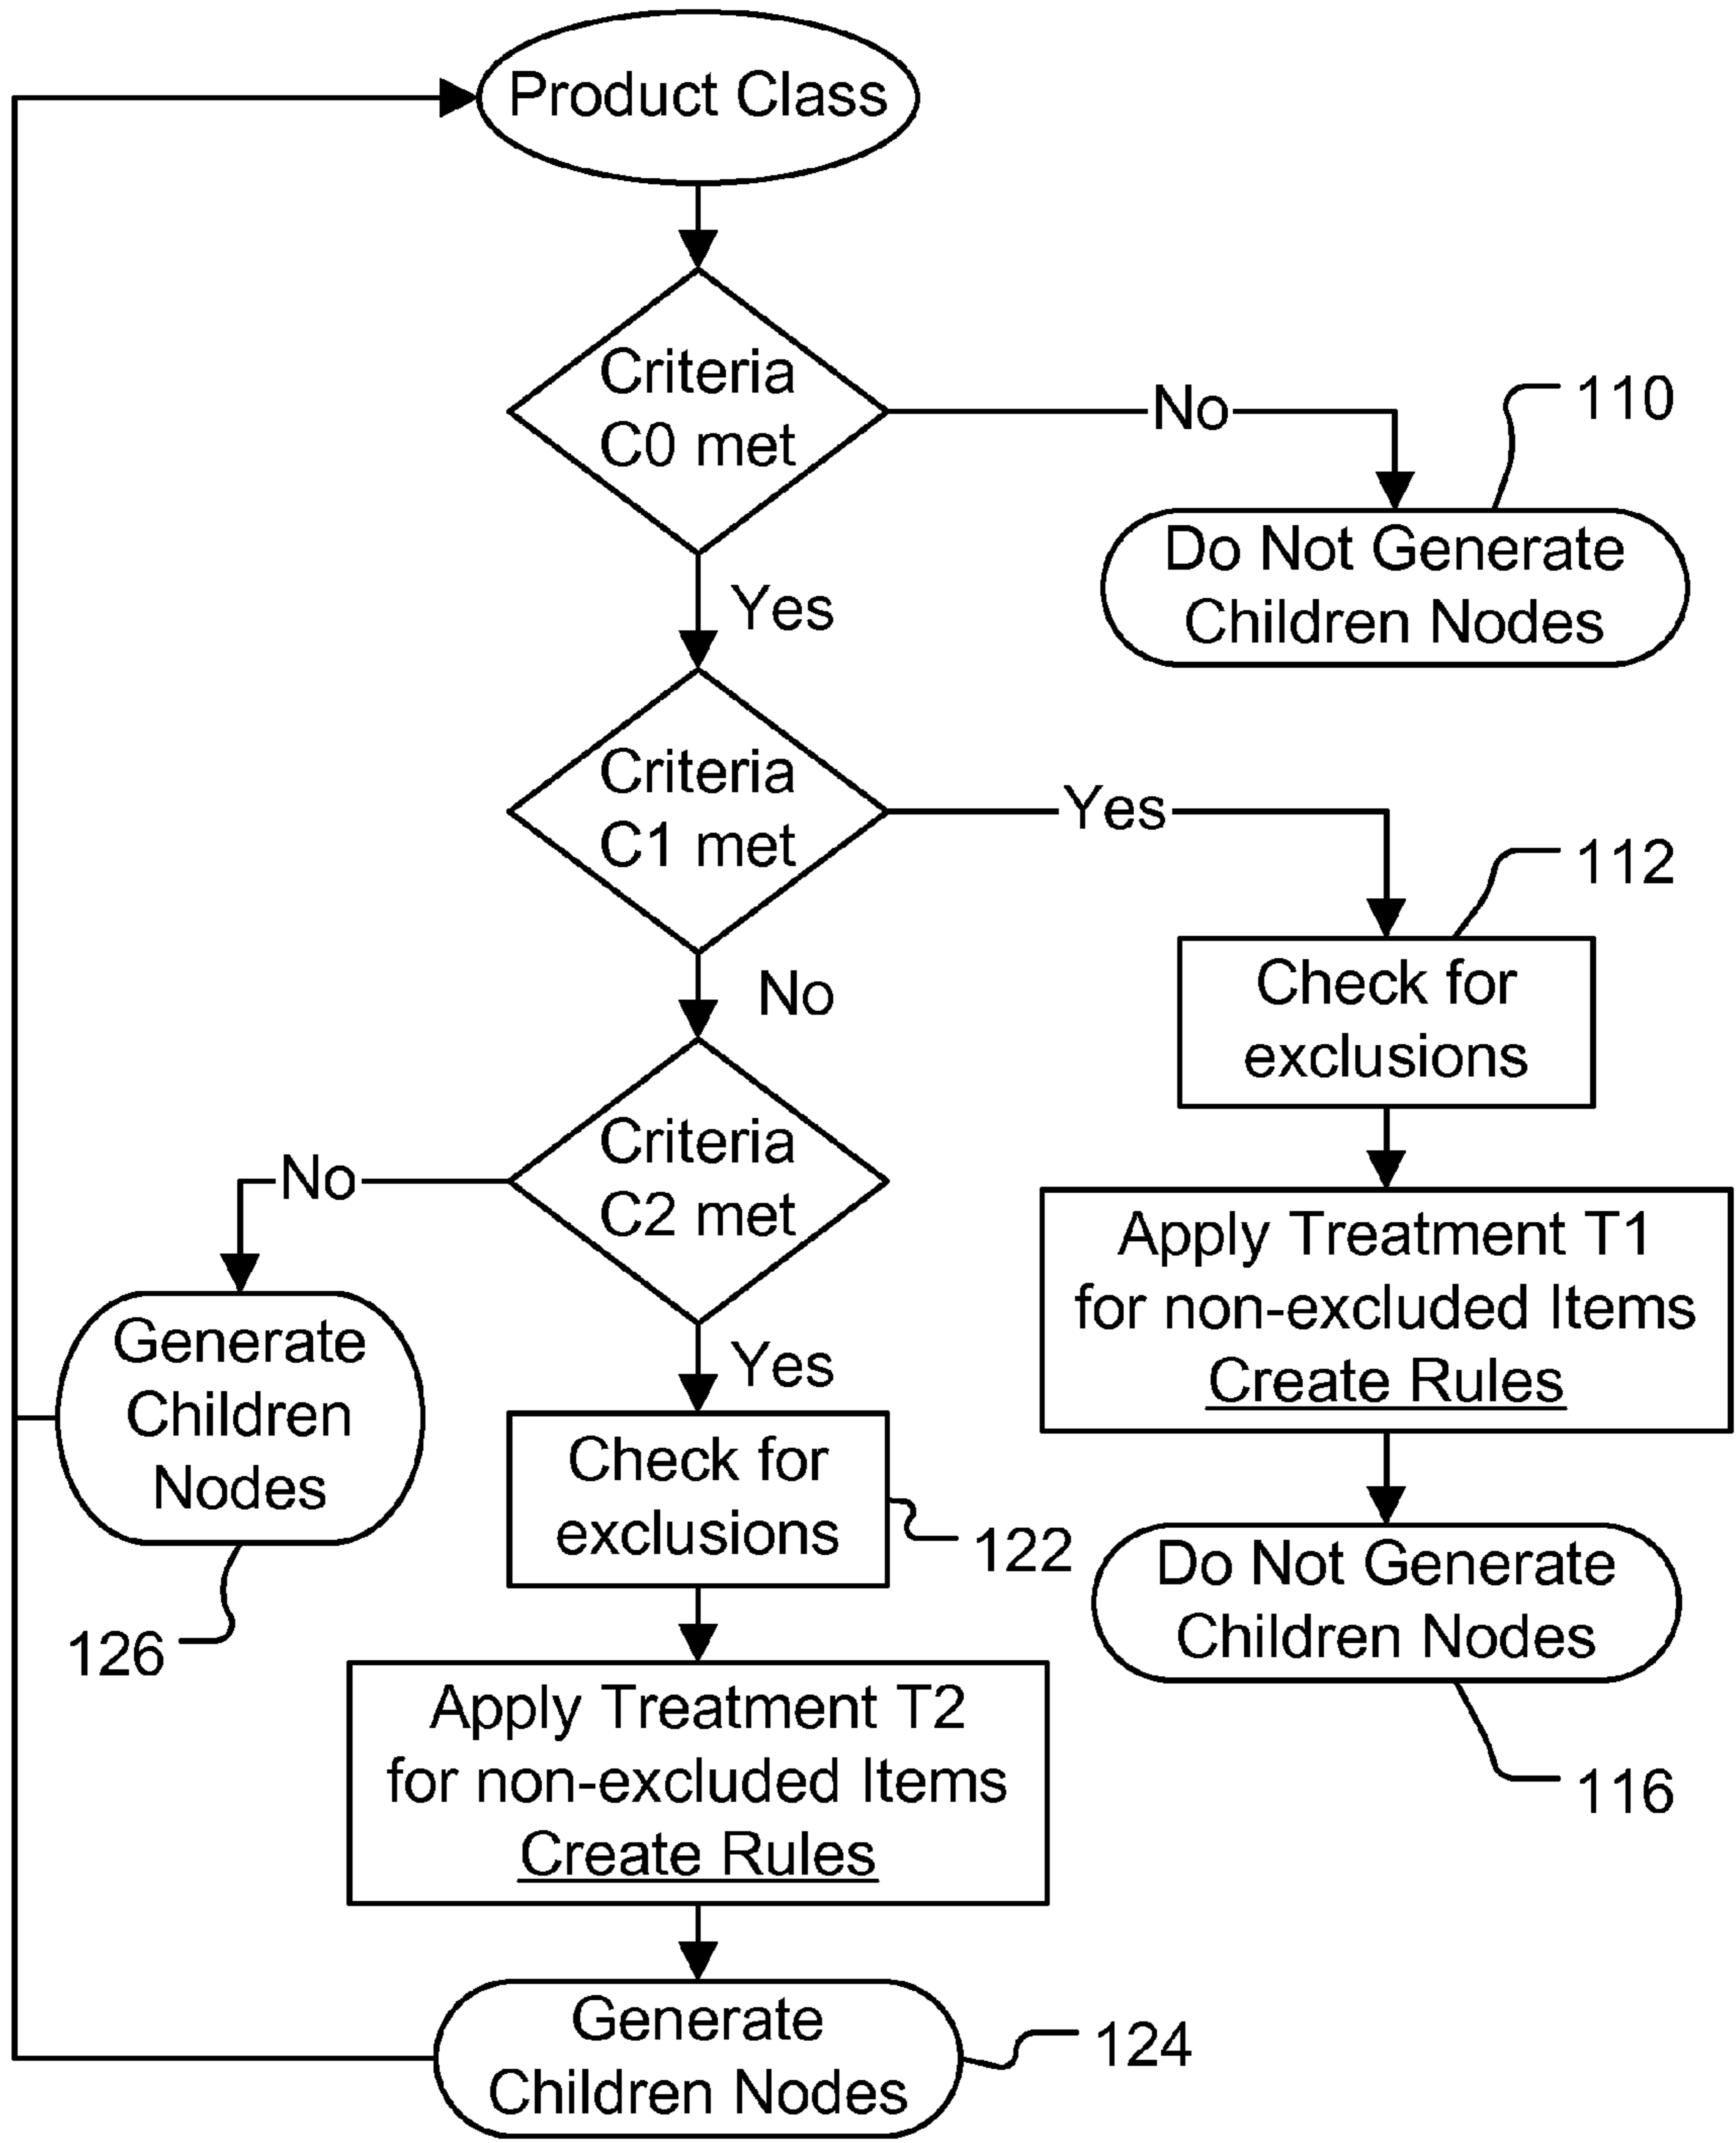 Product Class
Criteria
C0 met
No
110
Do Not Generate
Children Nodes
Yes
Criteria
C1 met
Yes
112
Check for
exclusions
No
Criteria
C2 met
No
Apply Treatment T1
for non-excluded Items
Create Rules
Generate
Children
Nodes
Yes
Check for
exclusions
122
Do Not Generate
Children Nodes
126
116
Apply Treatment T2
for non-excluded Items
Create Rules
Generate
Children Nodes
124